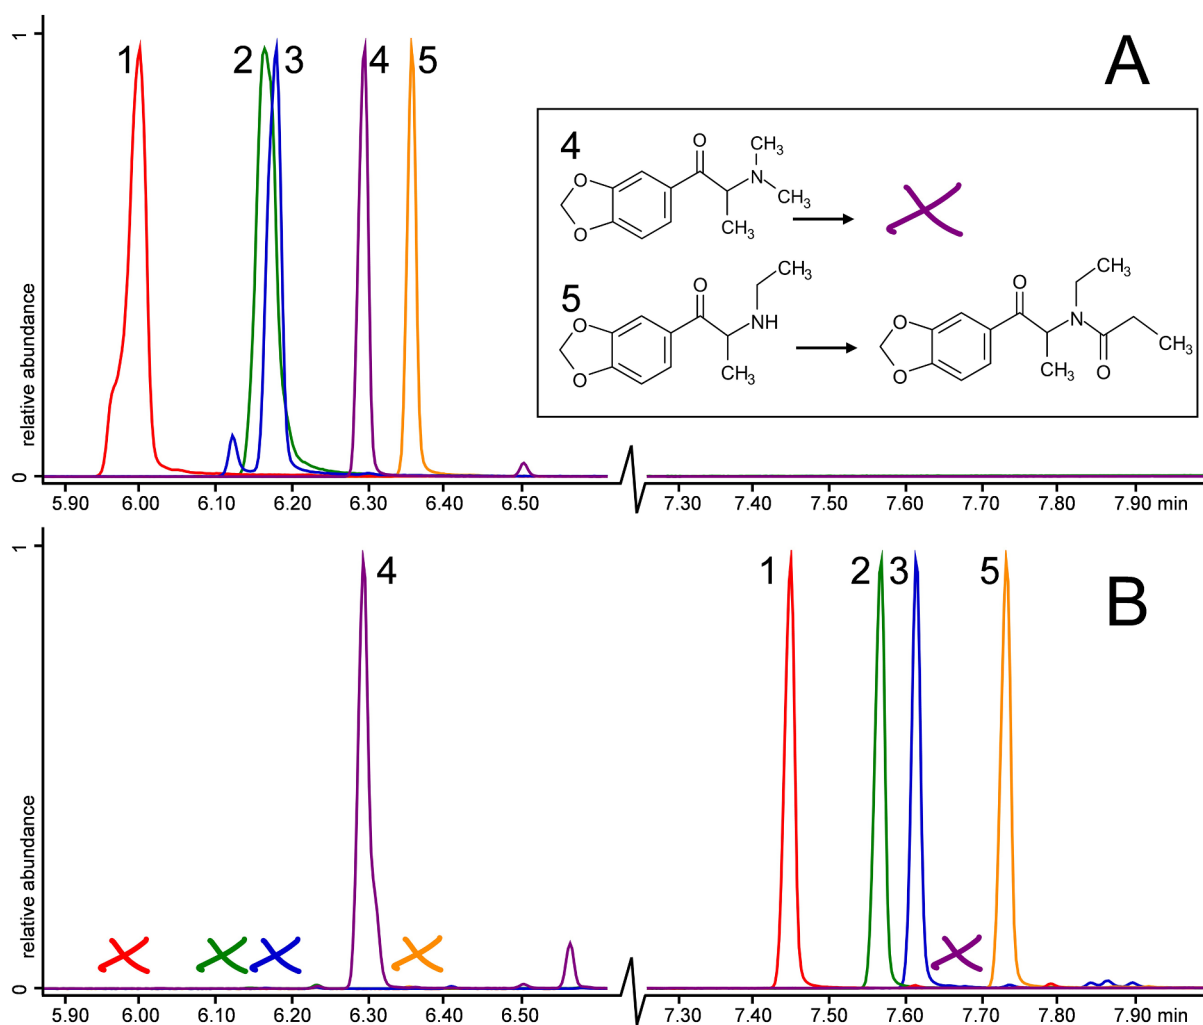 1
1 2 3 4 5
A
4
O
CH3
N
CH3
O
O
CH3
5
O
CH3
NH
O
O
CH3
O
CH3
N
CH3
O
O
CH3
O
relative abundance
0
5.90 6.00 6.10 6.20 6.30 6.40 6.50 7.30 7.40 7.50 7.60 7.70 7.80 7.90 min
1
4 1 2 3 5
B
relative abundance
0
5.90 6.00 6.10 6.20 6.30 6.40 6.50 7.30 7.40 7.50 7.60 7.70 7.80 7.90 min